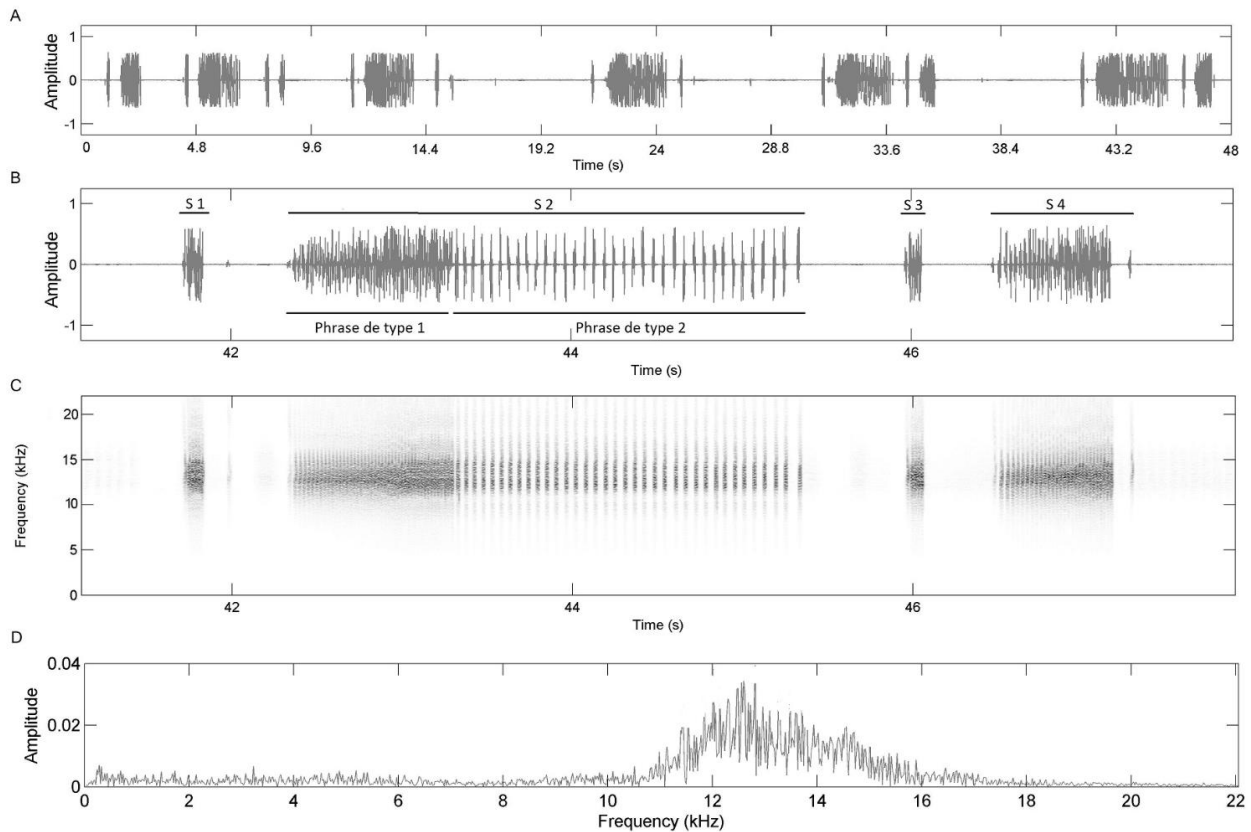 A
Amplitude
1
0
-1
0 4.8 9.6 14.4 19.2 24 28.8 33.6 38.4 43.2 48
Time (s)
B
S 1 S 2 S 3 S 4
Amplitude
1
0
-1
Phrase de type 1 Phrase de type 2
42 44 46
Time (s)
C
Frequency (kHz)
20
15
10
5
0
42 44 46
Time (s)
D
Amplitude
0.04
0.02
0
0 2 4 6 8 10 12 14 16 18 20 22
Frequency (kHz)